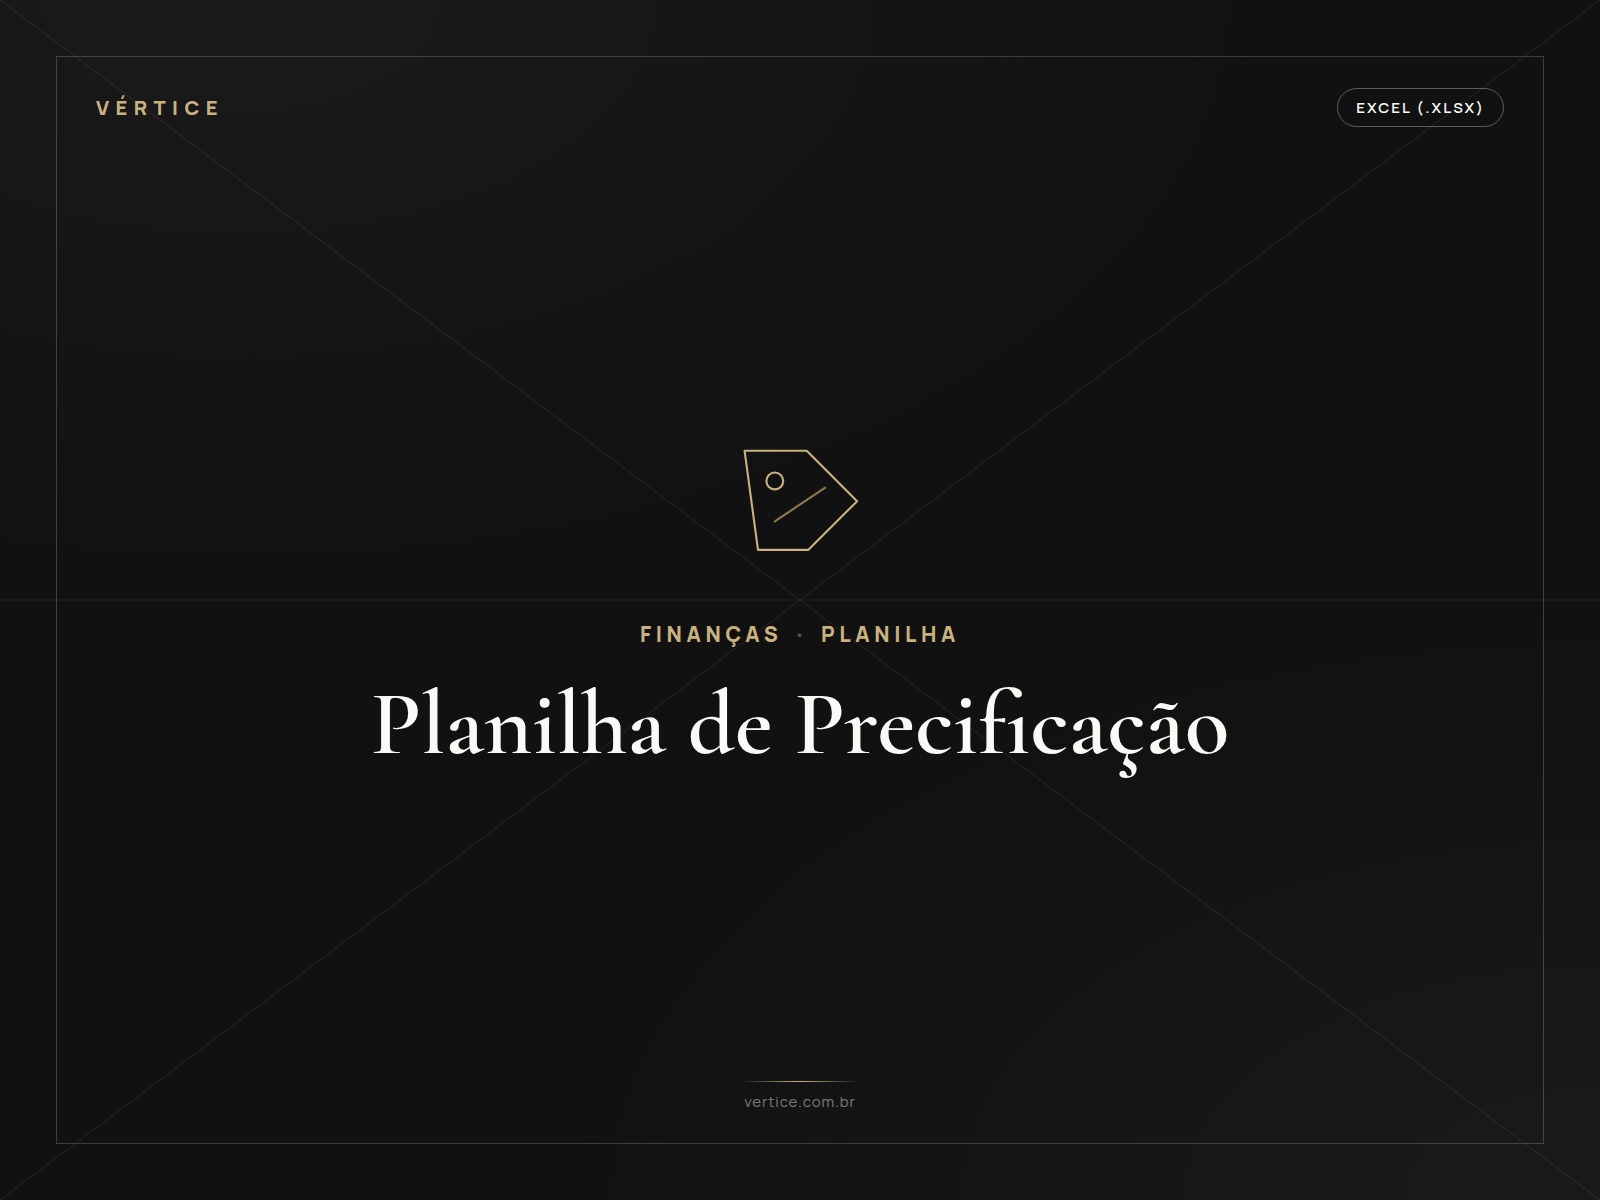 VÉRTICE
EXCEL (.XLSX)
FINANÇAS · PLANILHA
Planilha de Precificação
vertice.com.br